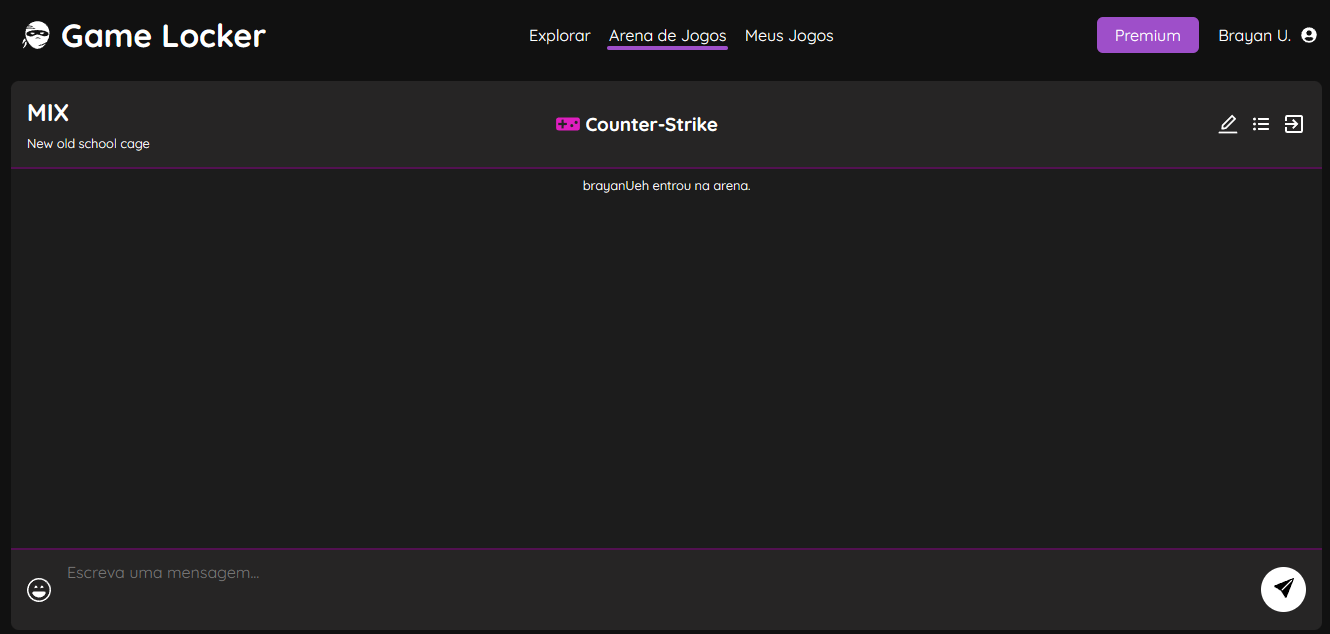 Game Locker
Explorar
Arena de Jogos
Meus Jogos
Premium
Brayan U.
MIX
New old school cage
Counter-Strike
brayanUeh entrou na arena.
Escreva uma mensagem...